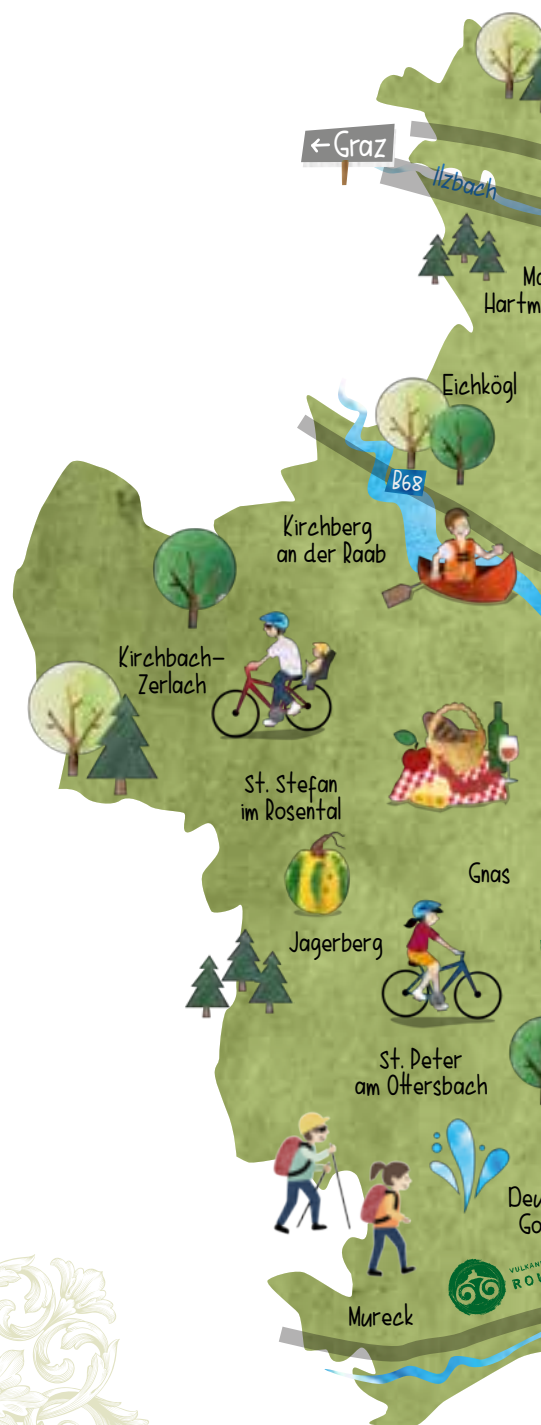 ←Graz
Ilzbach
Hartm
Eichkögl
B68
Kirchberg
an der Raab
Kirchbach-
Zerlach
St. Stefan
im Rosental
Gnas
Jagerberg
St. Peter
am Ottersbach
Mureck